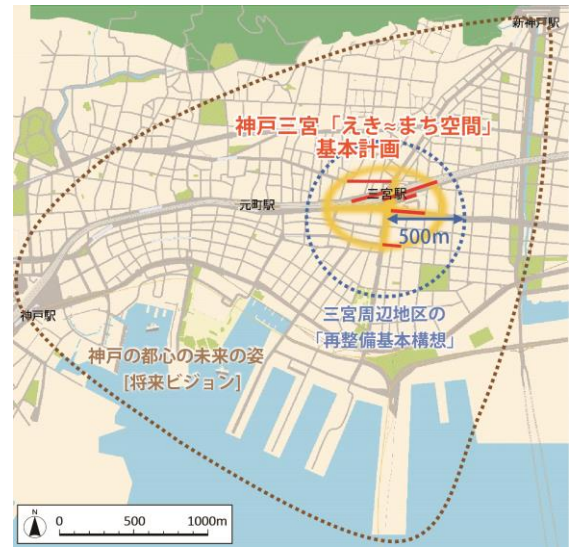 新神戸駅
神戸三宮「えき≈まち空間」
基本計画
三宮駅
元町駅
500m
神戸駅
三宮周辺地区の
「再整備基本構想」
神戸の都心の未来の姿
[将来ビジョン]
N
0 500 1000m